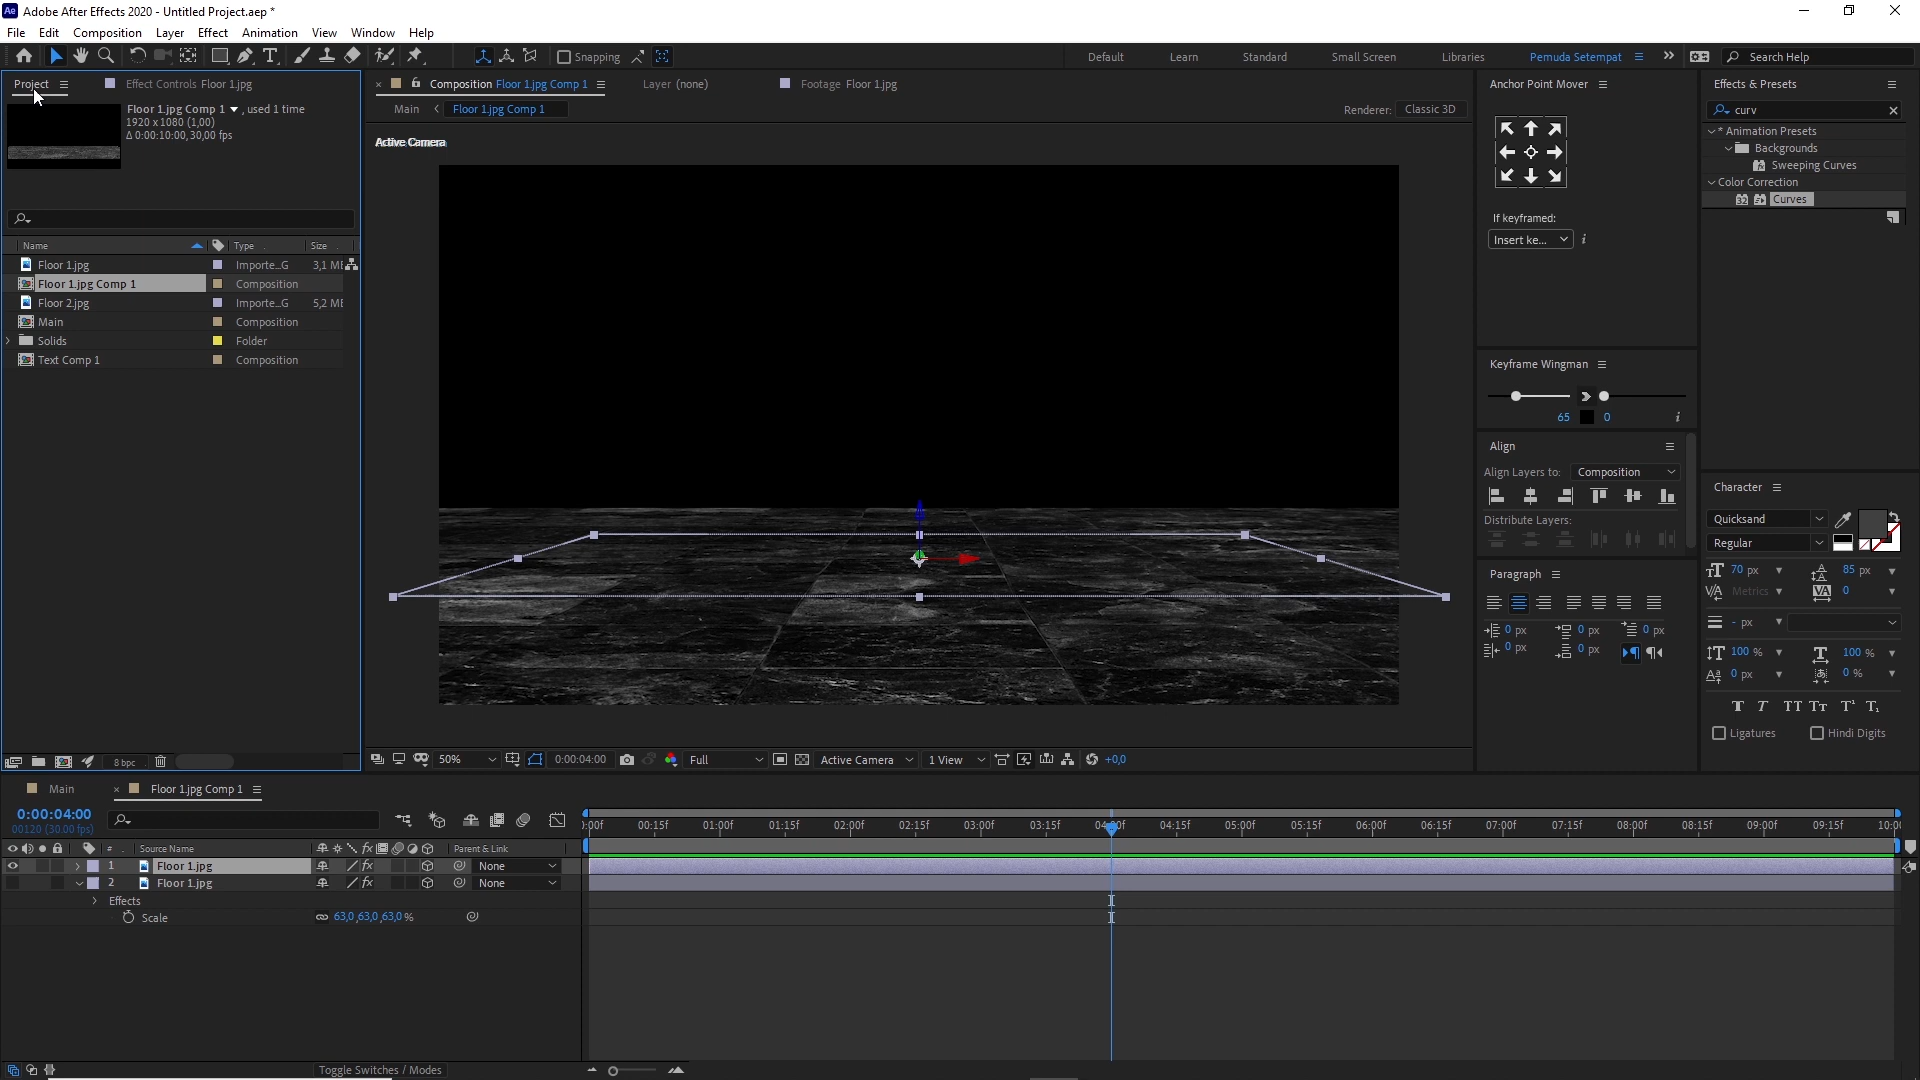 Adobe After Effects 2020 - Untitled Project.aep *
File Edit Composition Layer Effect Animation View Window Help
Snapping
Default Learn Standard Small Screen Libraries Pemuda Setempat Search Help
Project Effect Controls Floor 1.jpg
Composition Floor 1.jpg Comp 1 Layer (none) Footage Floor 1.jpg
Main Floor 1.jpg Comp 1 Renderer: Classic 3D
Floor 1.jpg Comp 1 , used 1 time
1920 x 1080 (1,00)
Δ 0:00:10:00, 30,00 fps
Name Type Size
Floor 1.jpg Importe...G 3,1 ME
Floor 1.jpg Comp 1 Composition
Floor 2.jpg Importe...G 5,2 ME
Main Composition
Solids Folder
Text Comp 1 Composition
8 bpc
Active Camera
50% 0:00:04:00 Full Active Camera 1 View +0,0
Anchor Point Mover
If keyframed:
Insert ke...
Keyframe Wingman
65 0
Align
Align Layers to: Composition
Distribute Layers:
Paragraph
0 px 0 px 0 px
0 px 0 px
Effects & Presets
curv
* Animation Presets
Backgrounds
Sweeping Curves
Color Correction
32 Curves
Character
Quicksand
Regular
70 px 85 px
Metrics 0
- px
100 % 100 %
0 px 0 %
Ligatures Hindi Digits
Main Floor 1.jpg Comp 1
0:00:04:00
00120 (30.00 fps)
# Source Name Parent & Link
1 Floor 1.jpg None
2 Floor 1.jpg None
Effects
Scale 63,0,63,0,63,0 %
Toggle Switches / Modes
):00f 00:15f 01:00f 01:15f 02:00f 02:15f 03:00f 03:15f 04:00f 04:15f 05:00f 05:15f 06:00f 06:15f 07:00f 07:15f 08:00f 08:15f 09:00f 09:15f 10:0